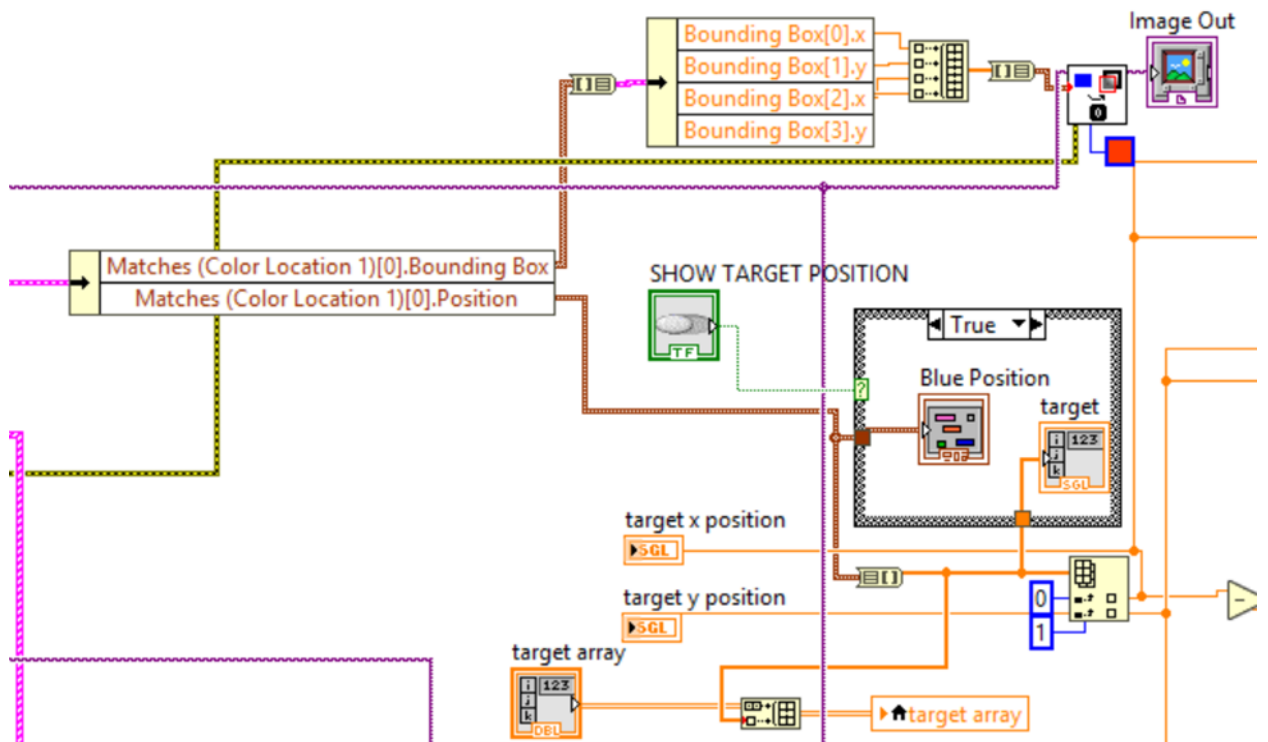 Image Out
Bounding Box[0].x
Bounding Box[1].y
Bounding Box[2].x
Bounding Box[3].y
0
Matches (Color Location 1)[0].Bounding Box
Matches (Color Location 1)[0].Position
SHOW TARGET POSITION
TF
True
?
Blue Position
target
i 123
j
k
SGL
target x position
SGL
0
target y position
SGL
1
target array
i 123
j
k
DBL
target array